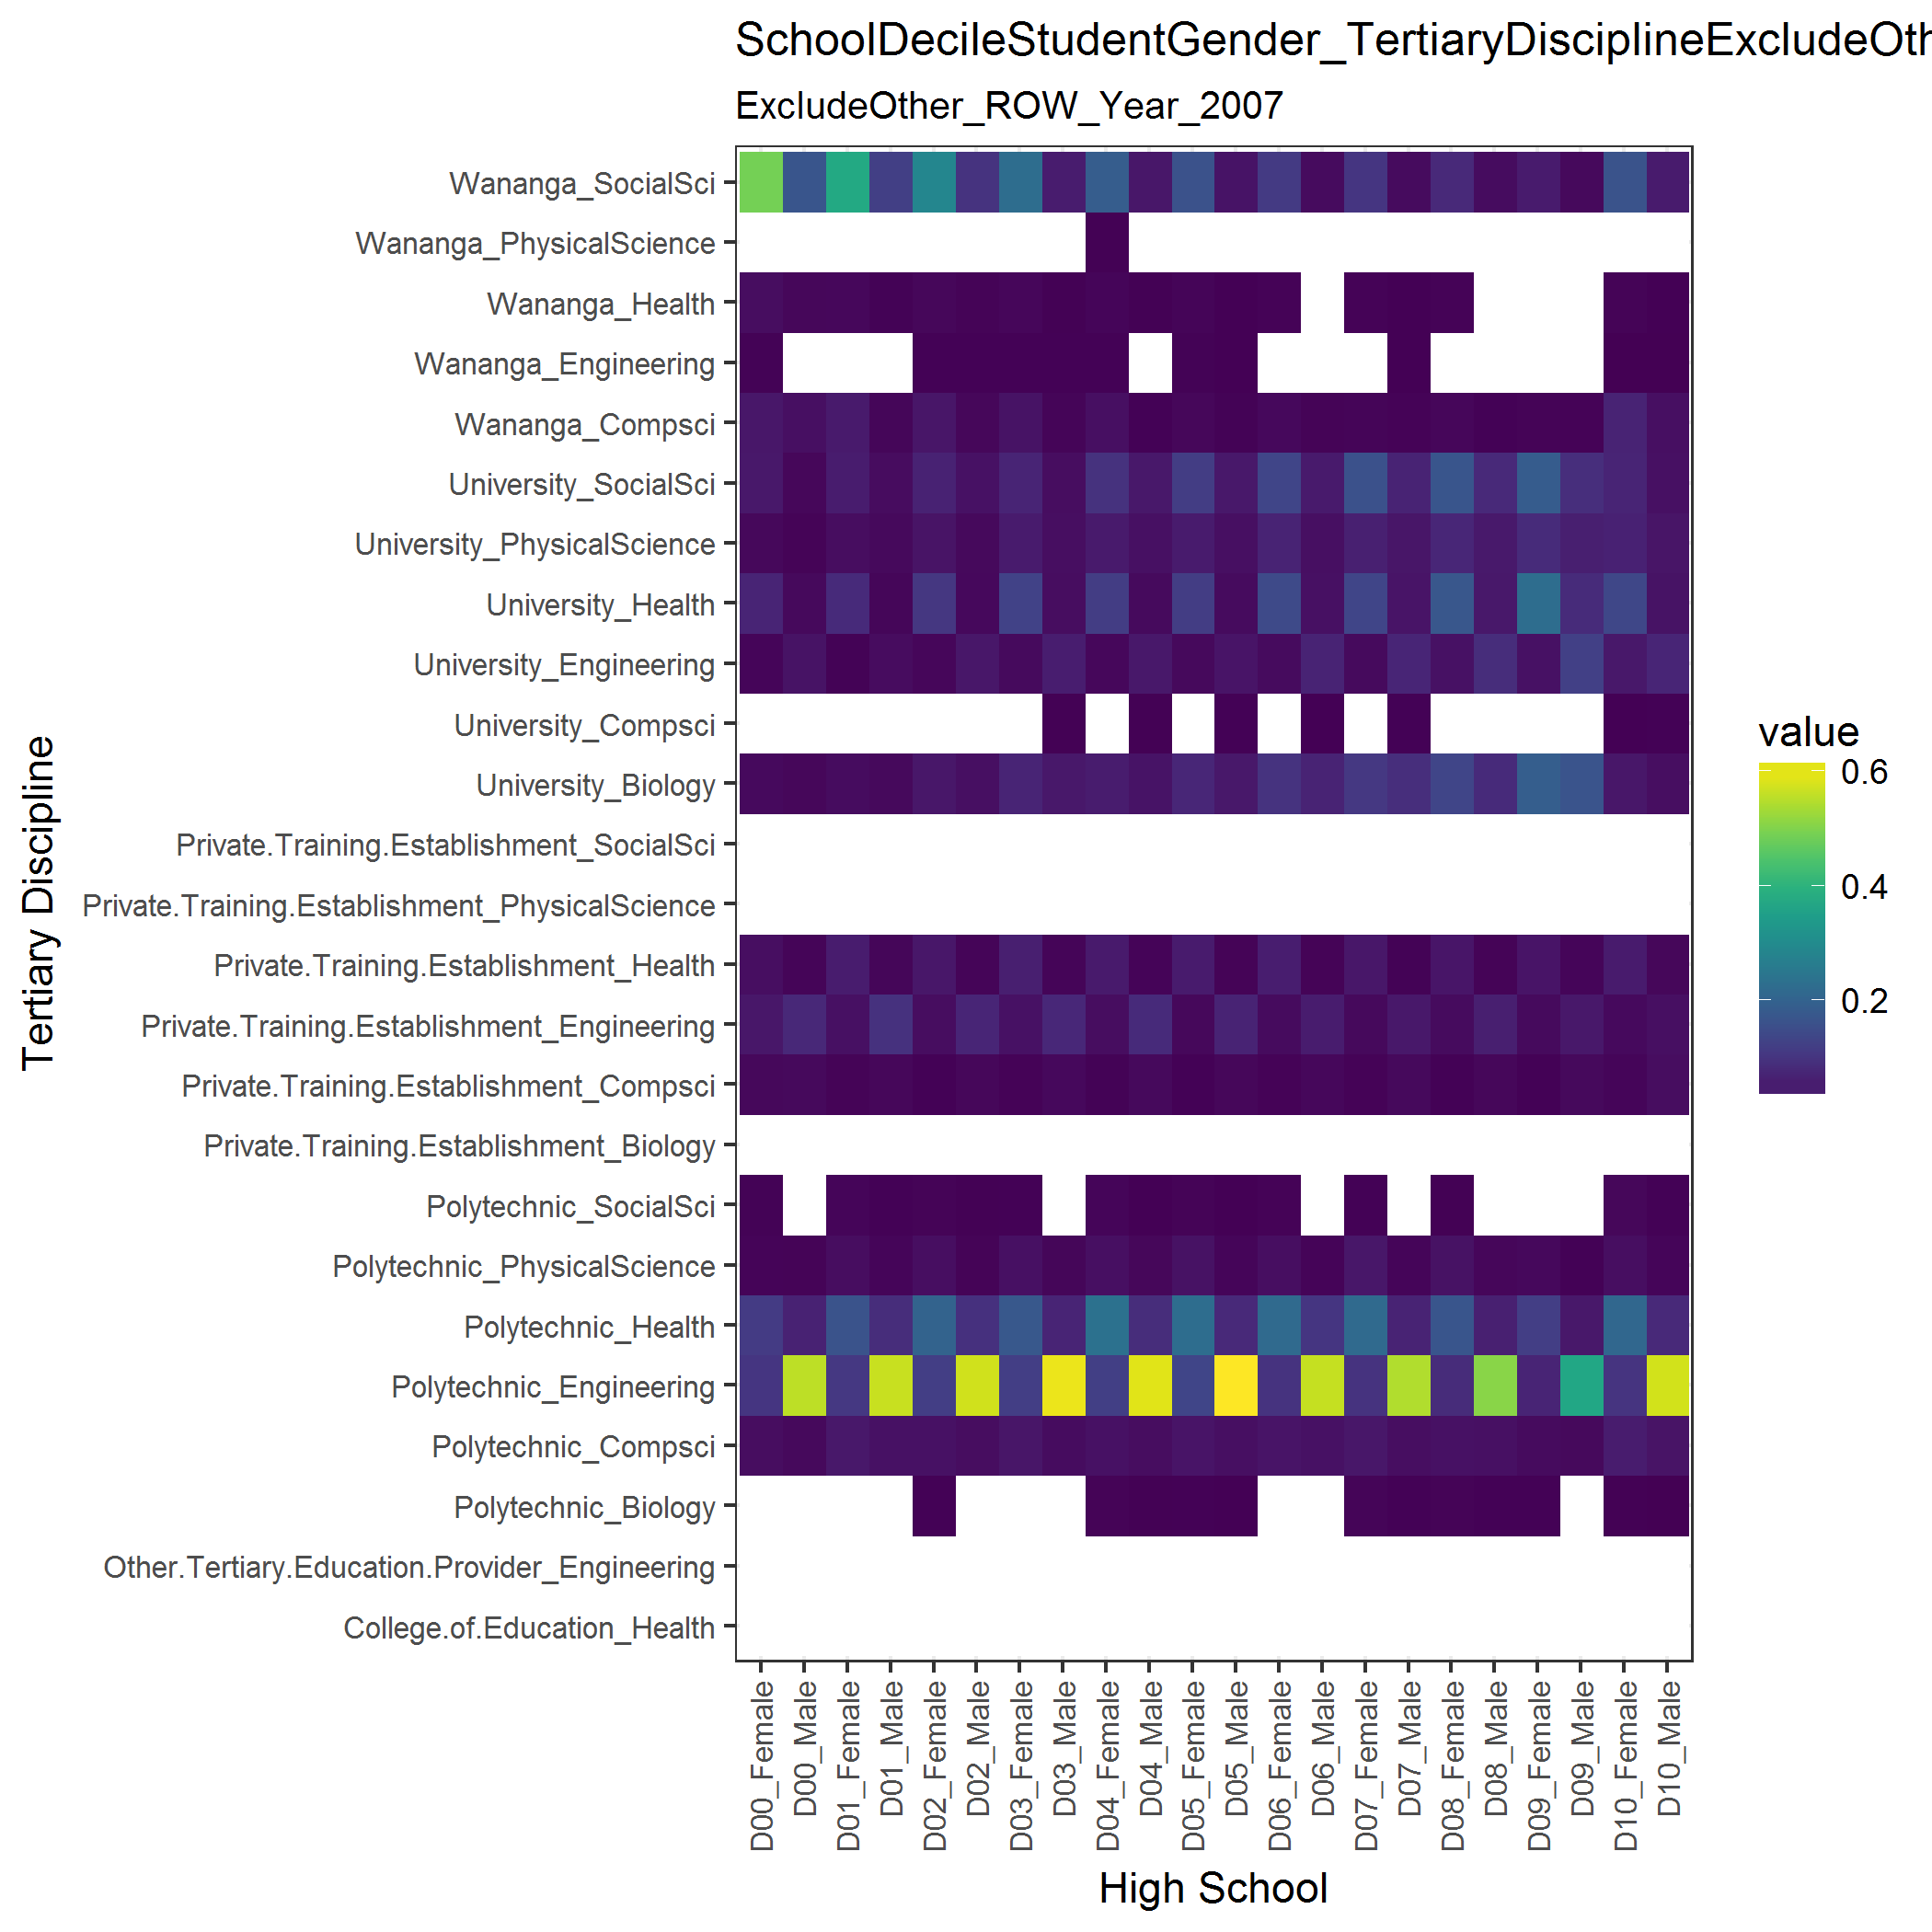 SchoolDecileStudentGender_TertiaryDisciplineExcludeOth
ExcludeOther_ROW_Year_2007
Wananga_SocialSci
Wananga_PhysicalScience
Wananga_Health
Wananga_Engineering
Wananga_Compsci
University_SocialSci
University_PhysicalScience
University_Health
University_Engineering
University_Compsci
University_Biology
Private.Training.Establishment_SocialSci
Private.Training.Establishment_PhysicalScience
Private.Training.Establishment_Health
Private.Training.Establishment_Engineering
Private.Training.Establishment_Compsci
Private.Training.Establishment_Biology
Polytechnic_SocialSci
Polytechnic_PhysicalScience
Polytechnic_Health
Polytechnic_Engineering
Polytechnic_Compsci
Polytechnic_Biology
Other.Tertiary.Education.Provider_Engineering
College.of.Education_Health
Tertiary Discipline
D00_Female
D00_Male
D01_Female
D01_Male
D02_Female
D02_Male
D03_Female
D03_Male
D04_Female
D04_Male
D05_Female
D05_Male
D06_Female
D06_Male
D07_Female
D07_Male
D08_Female
D08_Male
D09_Female
D09_Male
D10_Female
D10_Male
High School
value
0.6
0.4
0.2